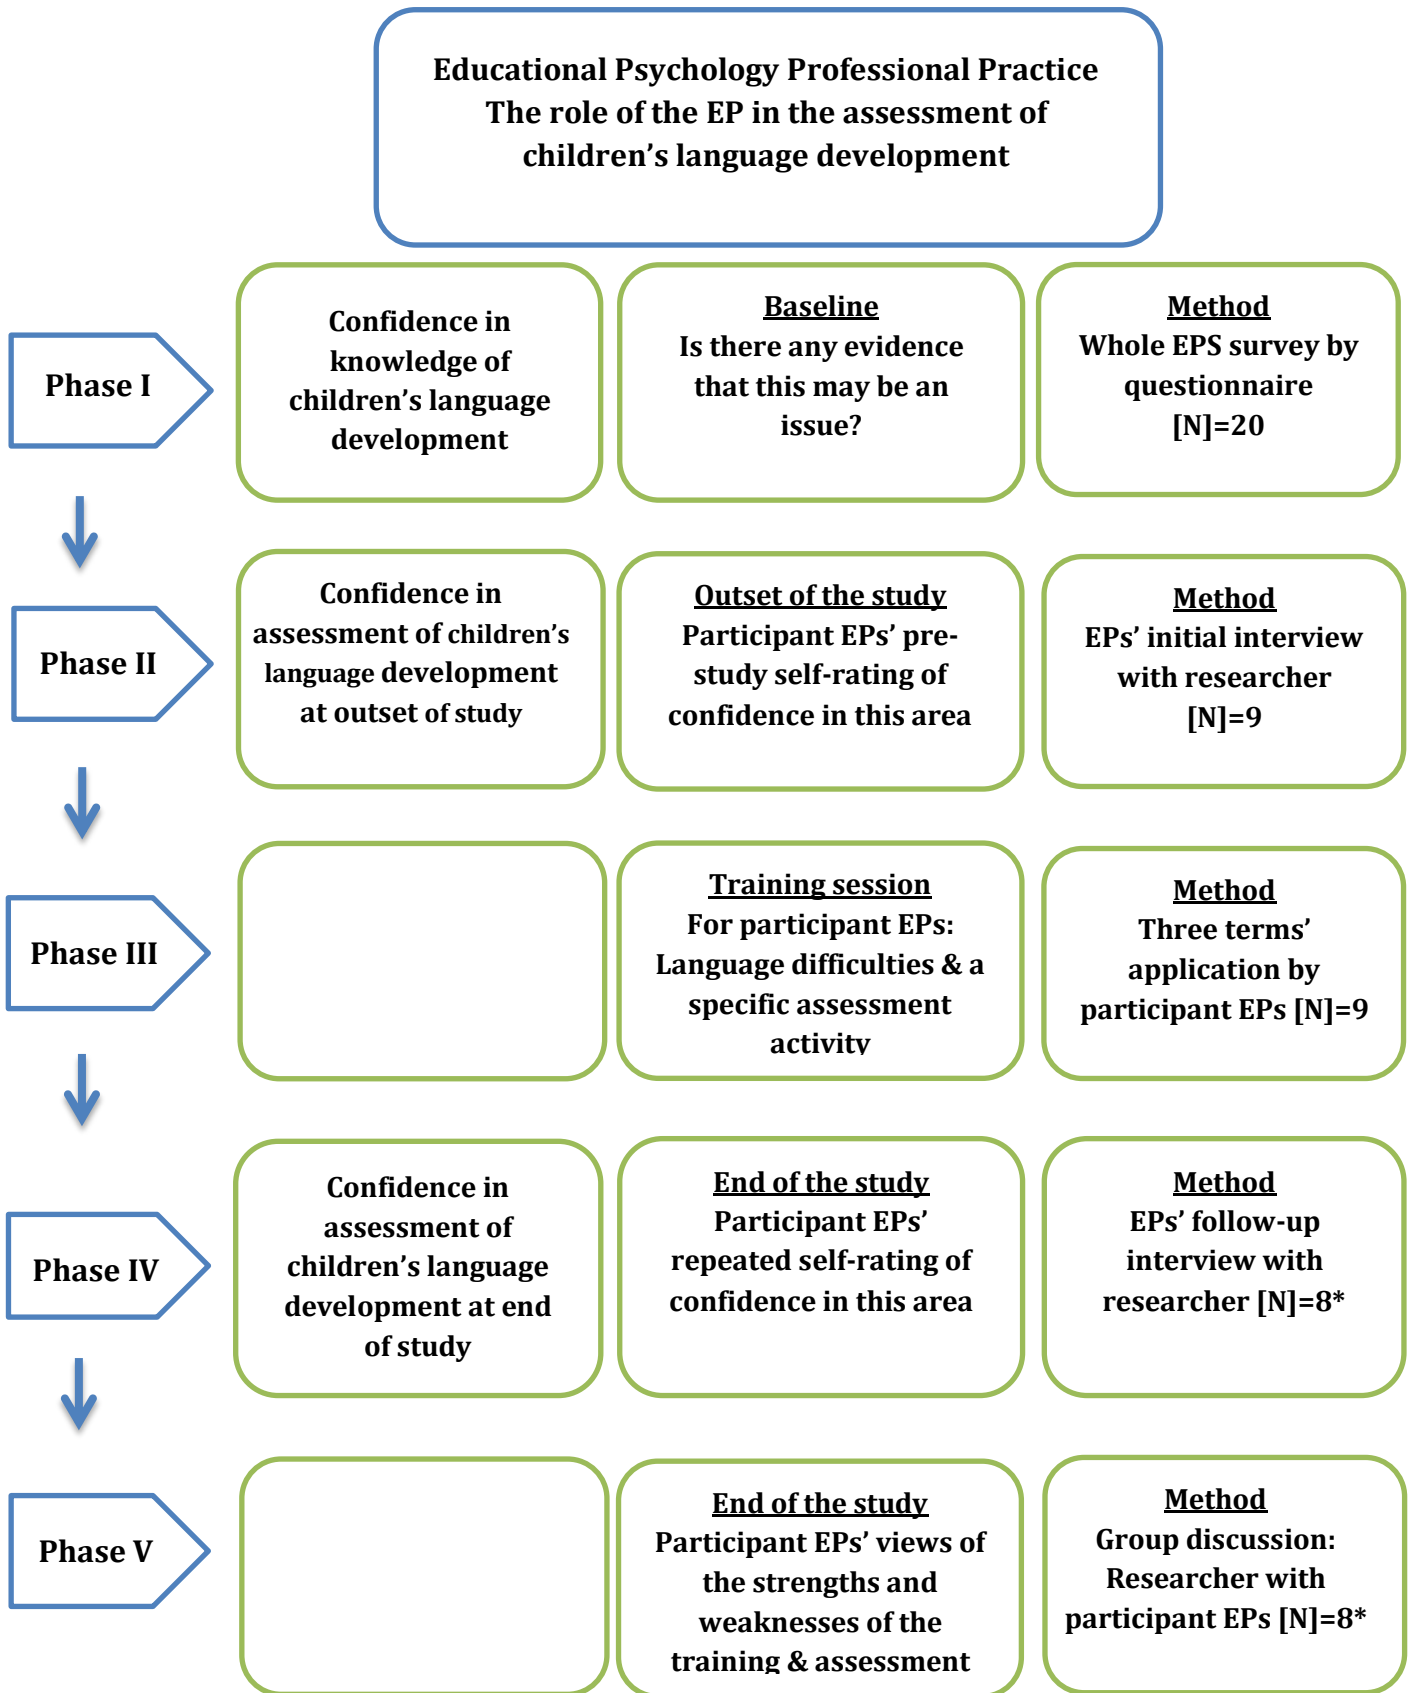 Educational Psychology Professional Practice
The role of the EP in the assessment of
children’s language development
Phase I
Confidence in
knowledge of
children’s language
development
Baseline
Is there any evidence
that this may be an
issue?
Method
Whole EPS survey by
questionnaire
[N]=20
Phase II
Confidence in
assessment of children’s
language development
at outset of study
Outset of the study
Participant EPs’ pre-
study self-rating of
confidence in this area
Method
EPs’ initial interview
with researcher
[N]=9
Phase III
Training session
For participant EPs:
Language difficulties & a
specific assessment
activity
Method
Three terms’
application by
participant EPs [N]=9
Phase IV
Confidence in
assessment of
children’s language
development at end
of study
End of the study
Participant EPs’
repeated self-rating of
confidence in this area
Method
EPs’ follow-up
interview with
researcher [N]=8*
Phase V
End of the study
Participant EPs’ views of
the strengths and
weaknesses of the
training & assessment
Method
Group discussion:
Researcher with
participant EPs [N]=8*